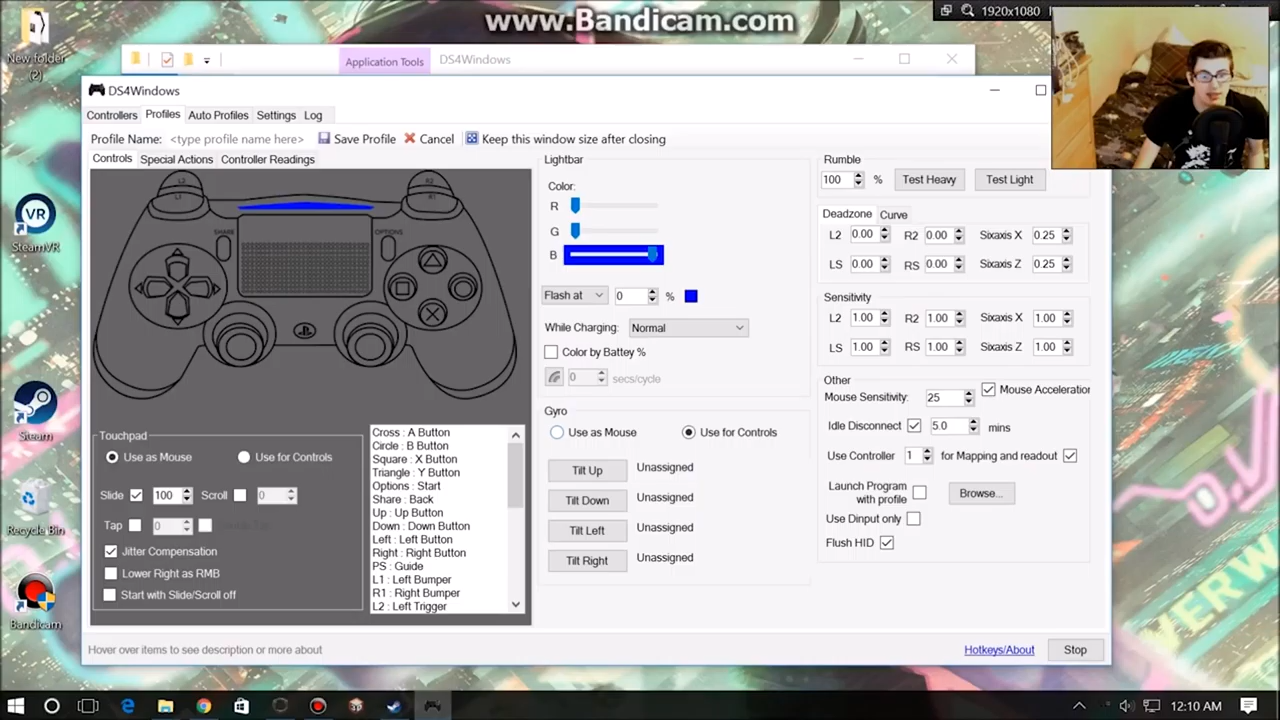 www.Bandicam.com
1920x1080
New folder
(2)
Application Tools
DS4Windows
DS4Windows
Controllers
Profiles
Auto Profiles
Settings
Log
Profile Name:
<type profile name here>
Save Profile
Cancel
Keep this window size after closing
Controls
Special Actions
Controller Readings
L2
L1
R2
R1
SHARE
OPTIONS
Lightbar
Color:
R
G
B
Flash at
0
%
While Charging:
Normal
Color by Battey %
0
secs/cycle
Gyro
Use as Mouse
Use for Controls
Tilt Up
Unassigned
Tilt Down
Unassigned
Tilt Left
Unassigned
Tilt Right
Unassigned
Rumble
100
%
Test Heavy
Test Light
Deadzone
Curve
L2 0.00 R2 0.00 Sixaxis X 0.25
LS 0.00 RS 0.00 Sixaxis Z 0.25
Sensitivity
L2 1.00 R2 1.00 Sixaxis X 1.00
LS 1.00 RS 1.00 Sixaxis Z 1.00
Other
Mouse Sensitivity: 25
Mouse Acceleration
Idle Disconnect
5.0
mins
Use Controller 1 for Mapping and readout
Launch Program
with profile
Browse...
Use Dinput only
Flush HID
Touchpad
Use as Mouse
Use for Controls
Slide
100
Scroll
0
Tap
0
Jitter Compensation
Lower Right as RMB
Start with Slide/Scroll off
Cross : A Button
Circle : B Button
Square : X Button
Triangle : Y Button
Options : Start
Share : Back
Up : Up Button
Down : Down Button
Left : Left Button
Right : Right Button
PS : Guide
L1 : Left Bumper
R1 : Right Bumper
L2 : Left Trigger
Hover over items to see description or more about
Hotkeys/About
Stop
VR
SteamVR
Steam
Recycle Bin
Bandicam
12:10 AM